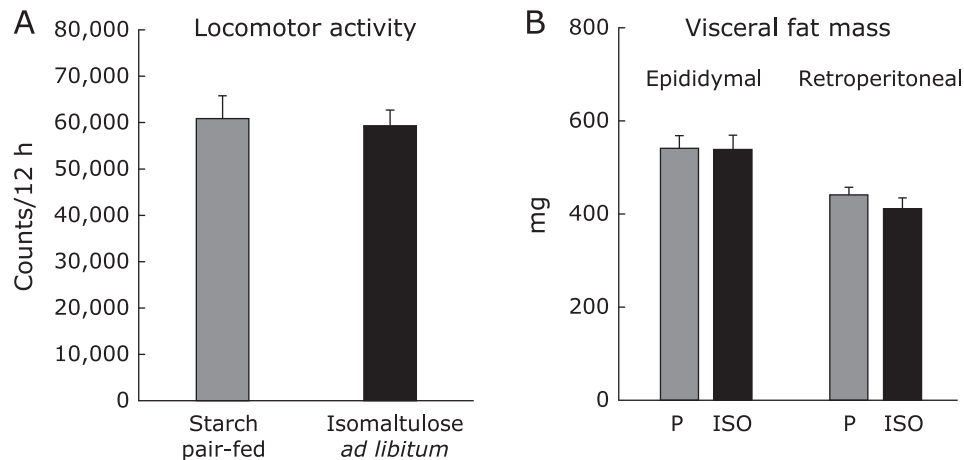 A
Locomotor activity
80,000
70,000
60,000
50,000
40,000
30,000
20,000
10,000
0
Counts/12 h
Starch
pair-fed
Isomaltulose
ad libitum
B
Visceral fat mass
Epididymal
Retroperitoneal
800
600
400
200
0
mg
P
ISO
P
ISO